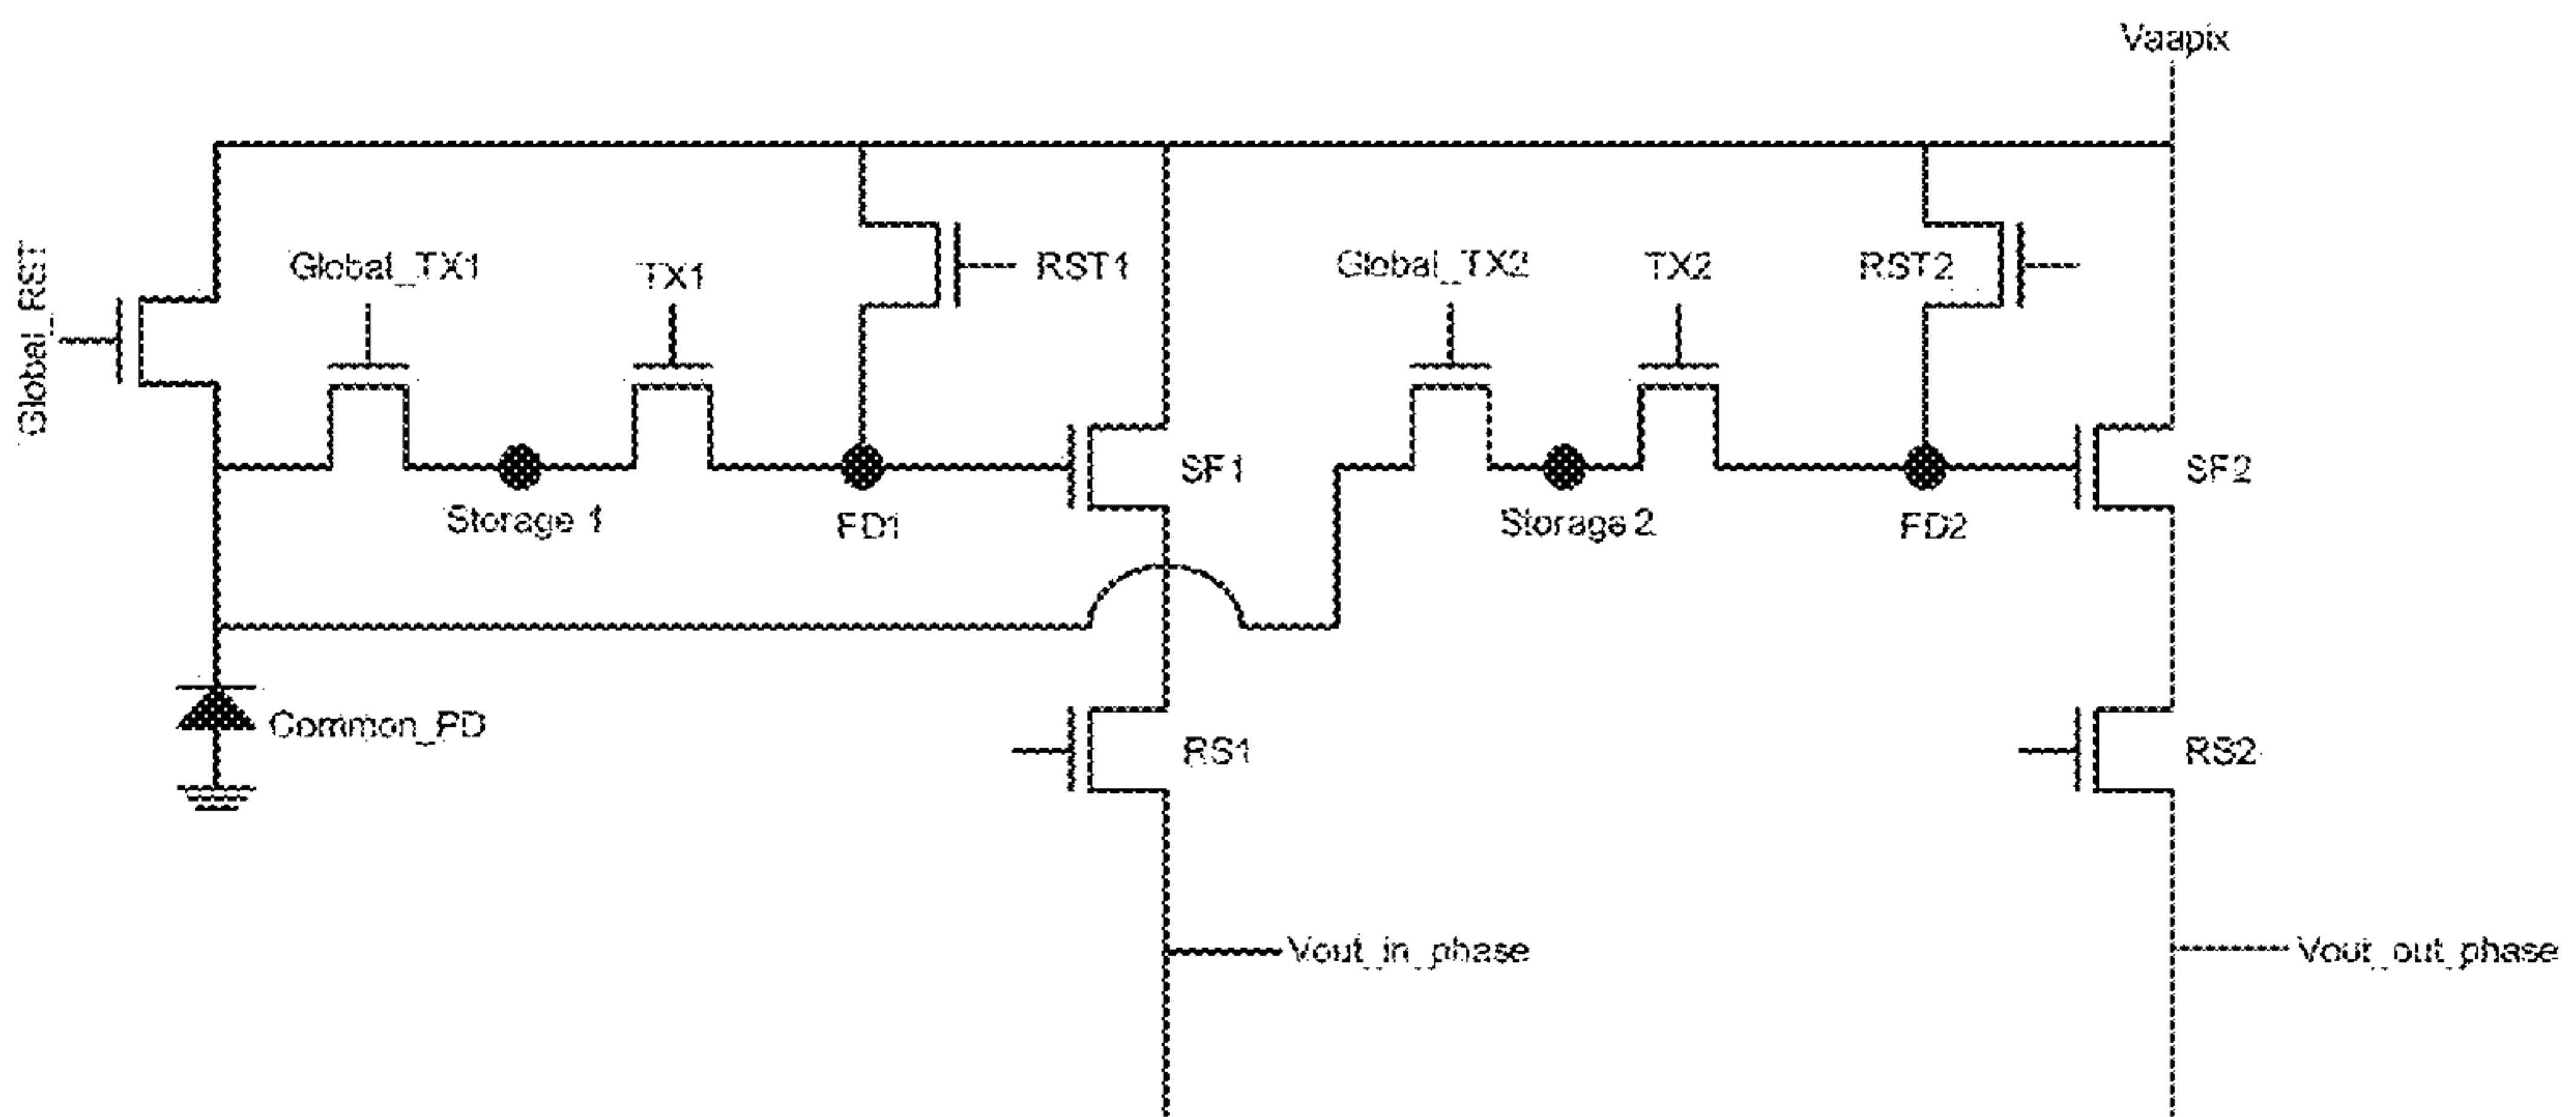 Vaapix
Global_RST
Global_TX1
TX1
RST1
Global_TX2
TX2
RST2
Storage 1
FD1
SF1
Storage 2
FD2
SF2
Common_PD
RS1
RS2
Vout_in_phase
Vout_out_phase